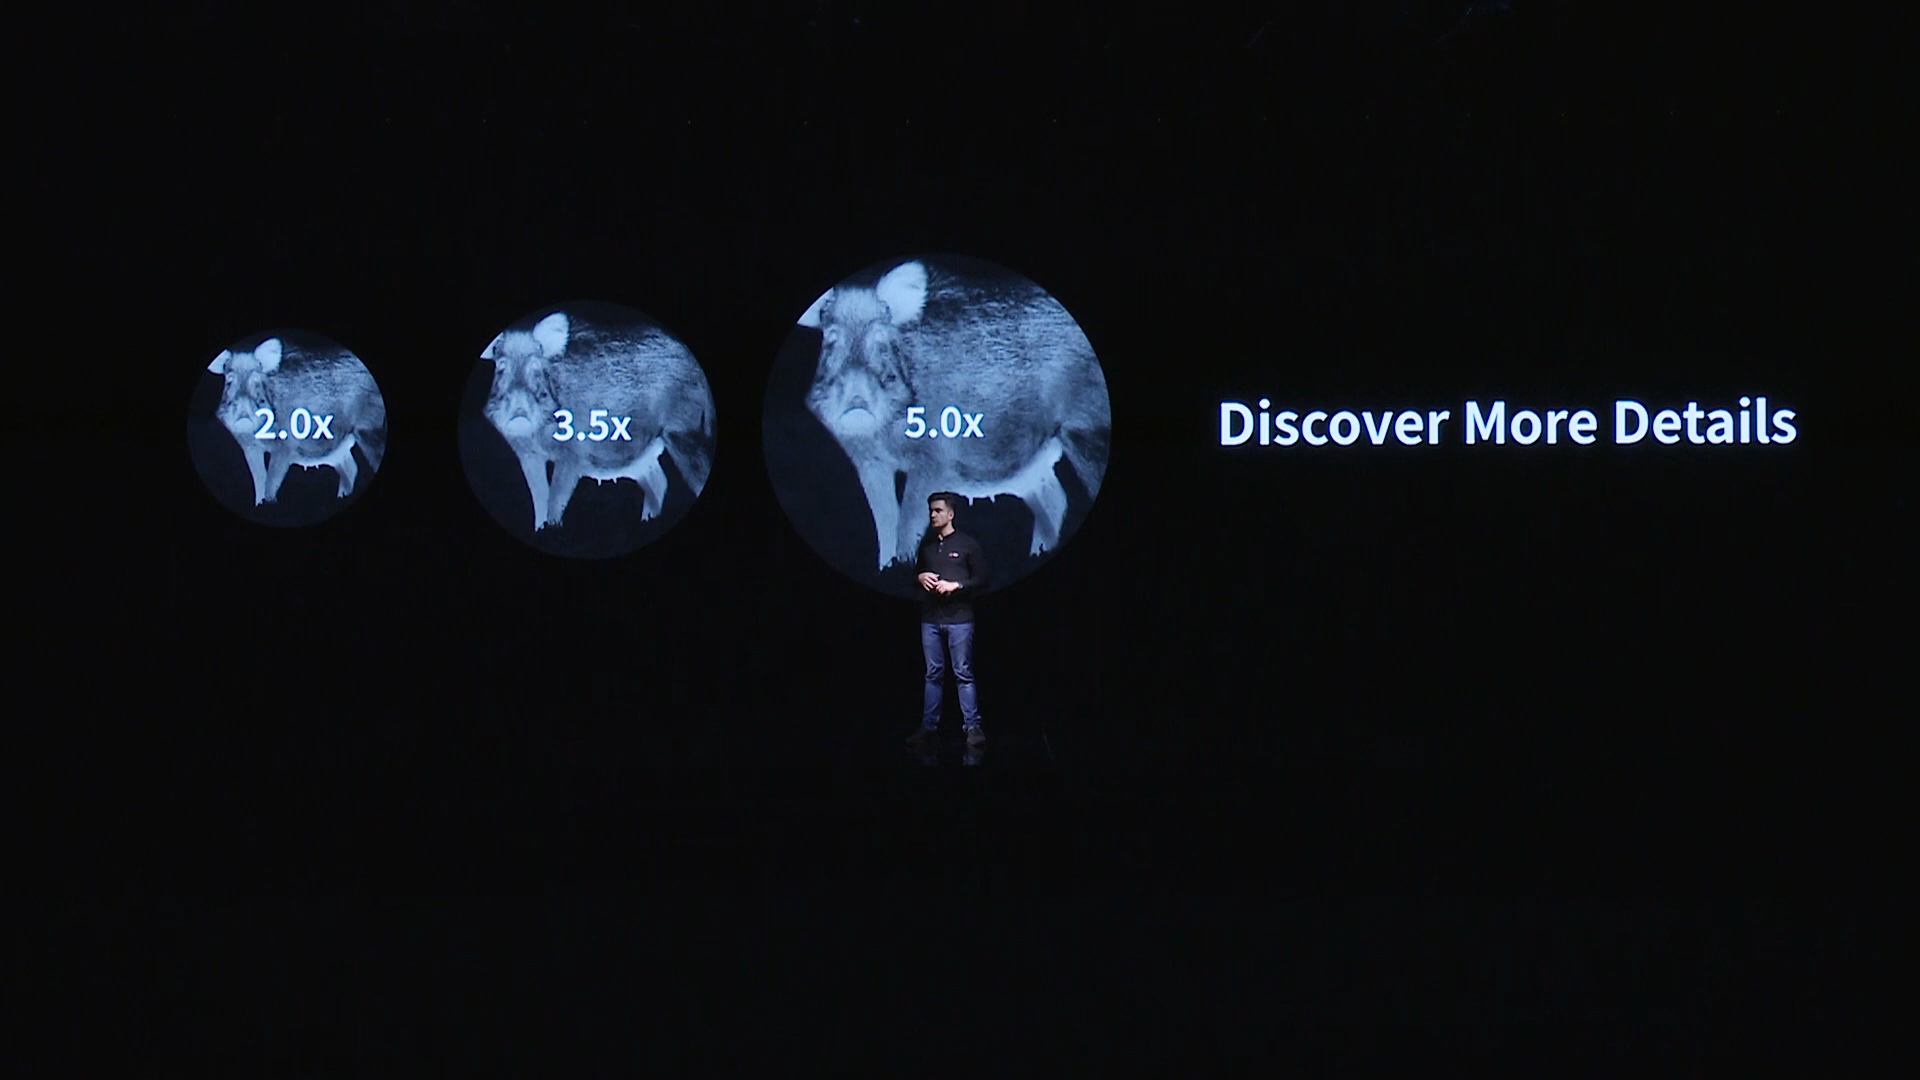 2.0x
3.5x
5.0x
Discover More Details